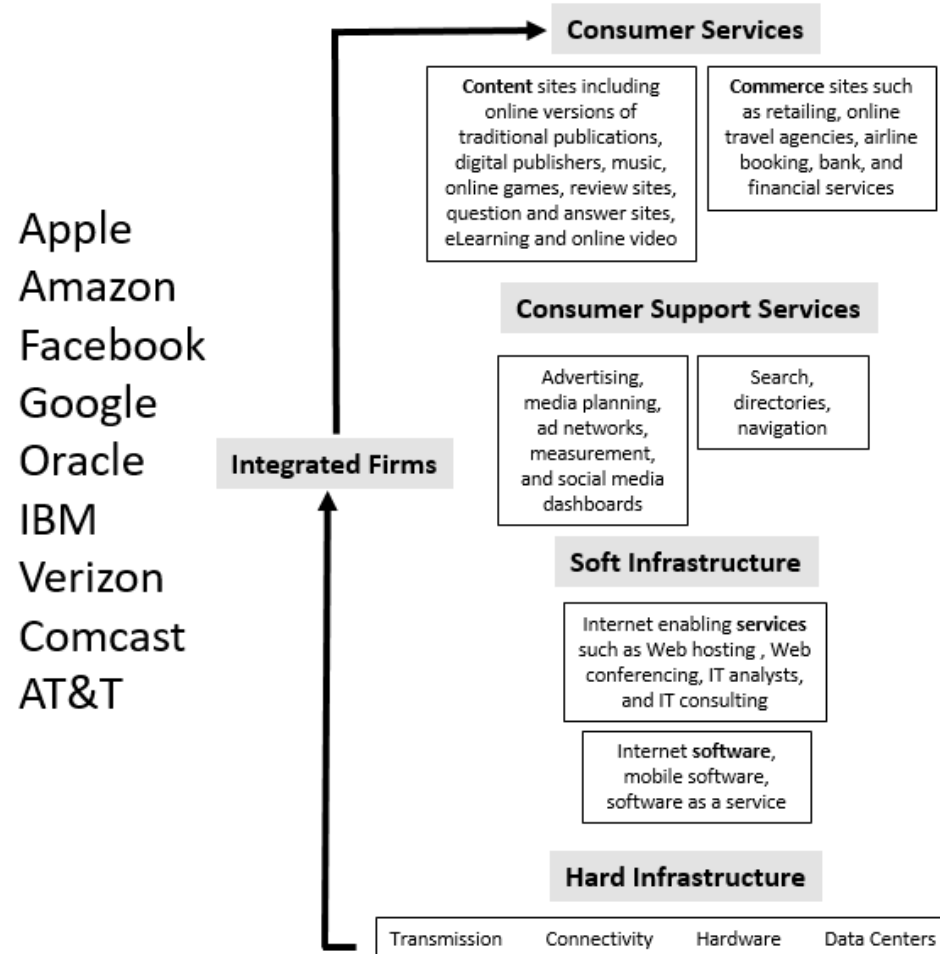 Consumer Services
Content sites including
online versions of
traditional publications,
digital publishers, music,
online games, review sites,
question and answer sites,
eLearning and online video
Commerce sites such
as retailing, online
travel agencies, airline
booking, bank, and
financial services
Apple
Amazon
Facebook
Google
Oracle
IBM
Verizon
Comcast
AT&T
Integrated Firms
Consumer Support Services
Advertising,
media planning,
ad networks,
measurement,
and social media
dashboards
Search,
directories,
navigation
Soft Infrastructure
Internet enabling services
such as Web hosting , Web
conferencing, IT analysts,
and IT consulting
Internet software,
mobile software,
software as a service
Hard Infrastructure
Transmission Connectivity Hardware Data Centers